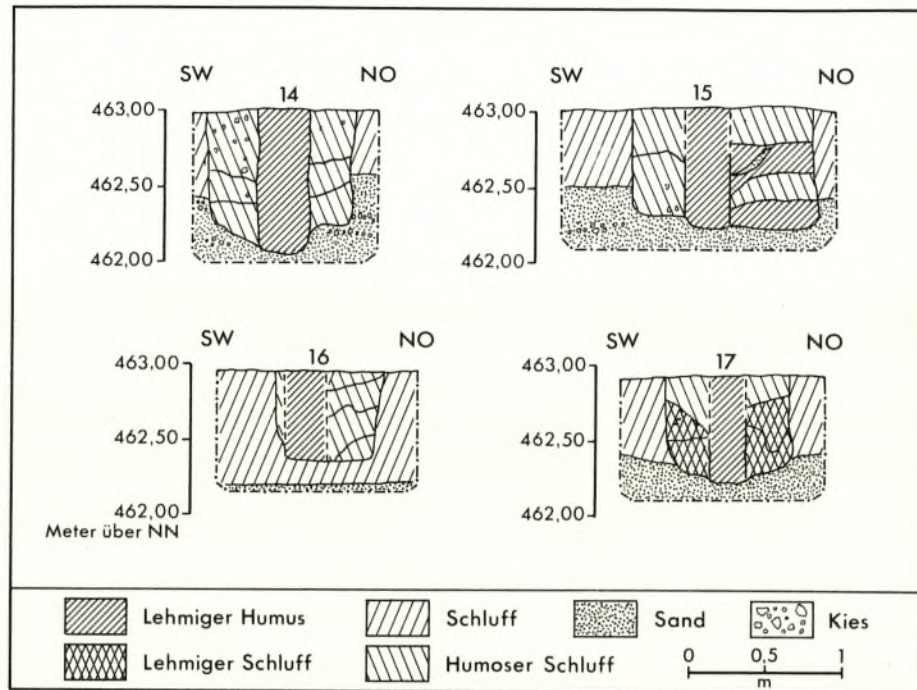 SW NO SW NO
14 15
463,00 463,00
462,50 462,50
462,00 462,00
SW NO SW NO
16 17
463,00 463,00
462,50 462,50
462,00 462,00
Meter über NN
Lehmiger Humus Schluff Sand Kies
Lehmiger Schluff Humoser Schluff 0 0,5 1
m